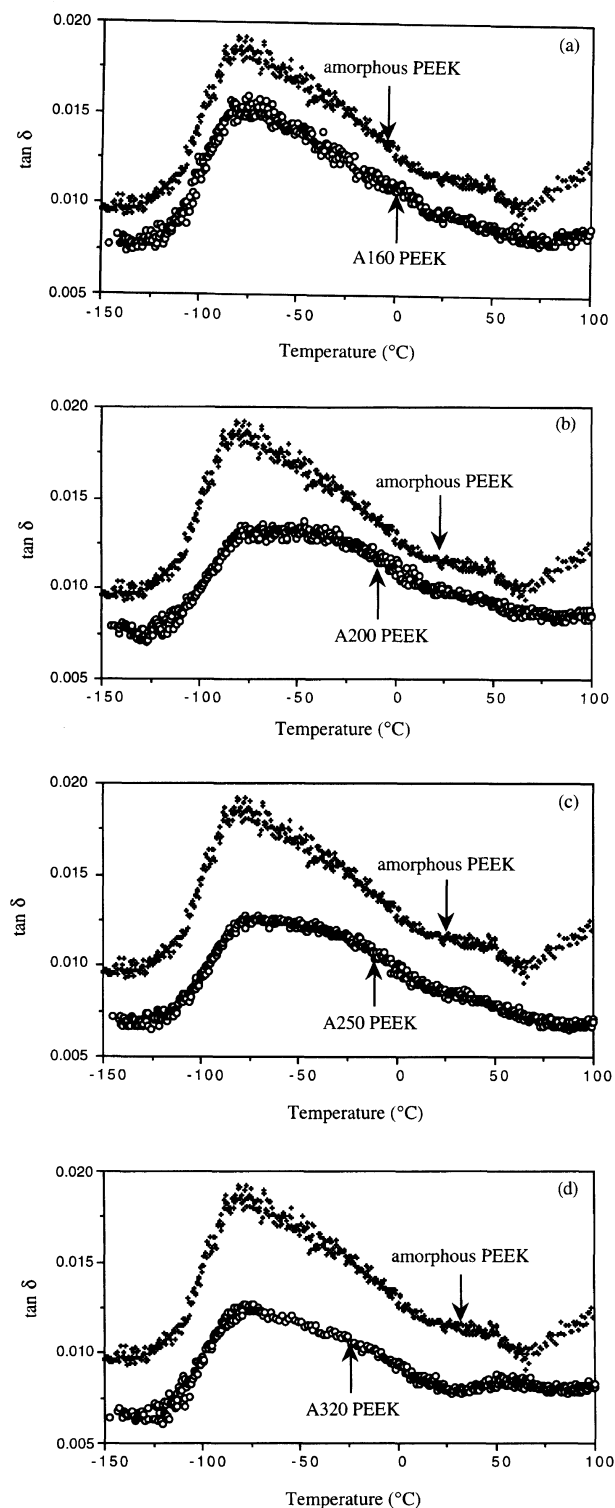 (a)
0.020
0.015
0.010
0.005
tan δ
amorphous PEEK
A160 PEEK
-150 -100 -50 0 50 100
Temperature (°C)
(b)
0.020
0.015
0.010
0.005
tan δ
amorphous PEEK
A200 PEEK
-150 -100 -50 0 50 100
Temperature (°C)
(c)
0.020
0.015
0.010
0.005
tan δ
amorphous PEEK
A250 PEEK
-150 -100 -50 0 50 100
Temperature (°C)
(d)
0.020
0.015
0.010
0.005
tan δ
amorphous PEEK
A320 PEEK
-150 -100 -50 0 50 100
Temperature (°C)